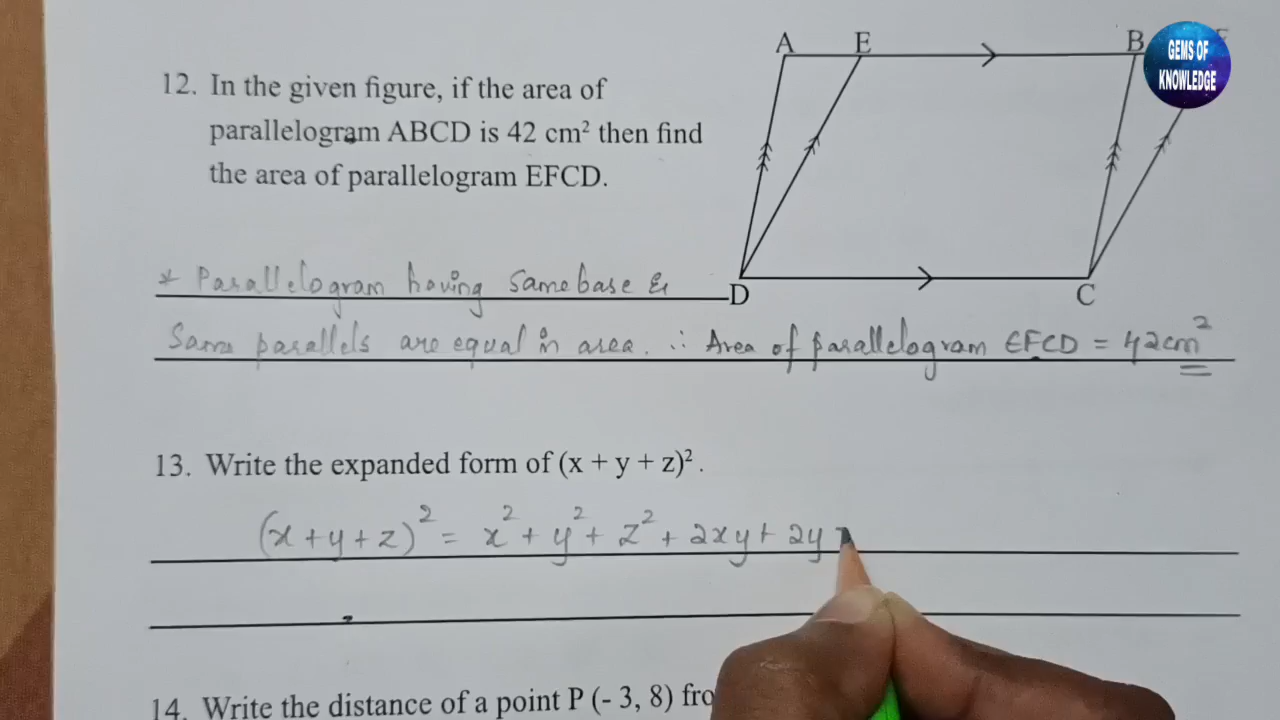 A E B
GEMS OF
KNOWLEDGE
12. In the given figure, if the area of
parallelogram ABCD is 42 cm² then find
the area of parallelogram EFCD.
* Parallelogram having same base &
D C
Same parallels are equal in area. ∴ Area of parallelogram EFCD = 42cm²
13. Write the expanded form of (x + y + z)² .
(x + y + z)² = x² + y² + z² + 2xy + 2y
14. Write the distance of a point P (- 3, 8) fro